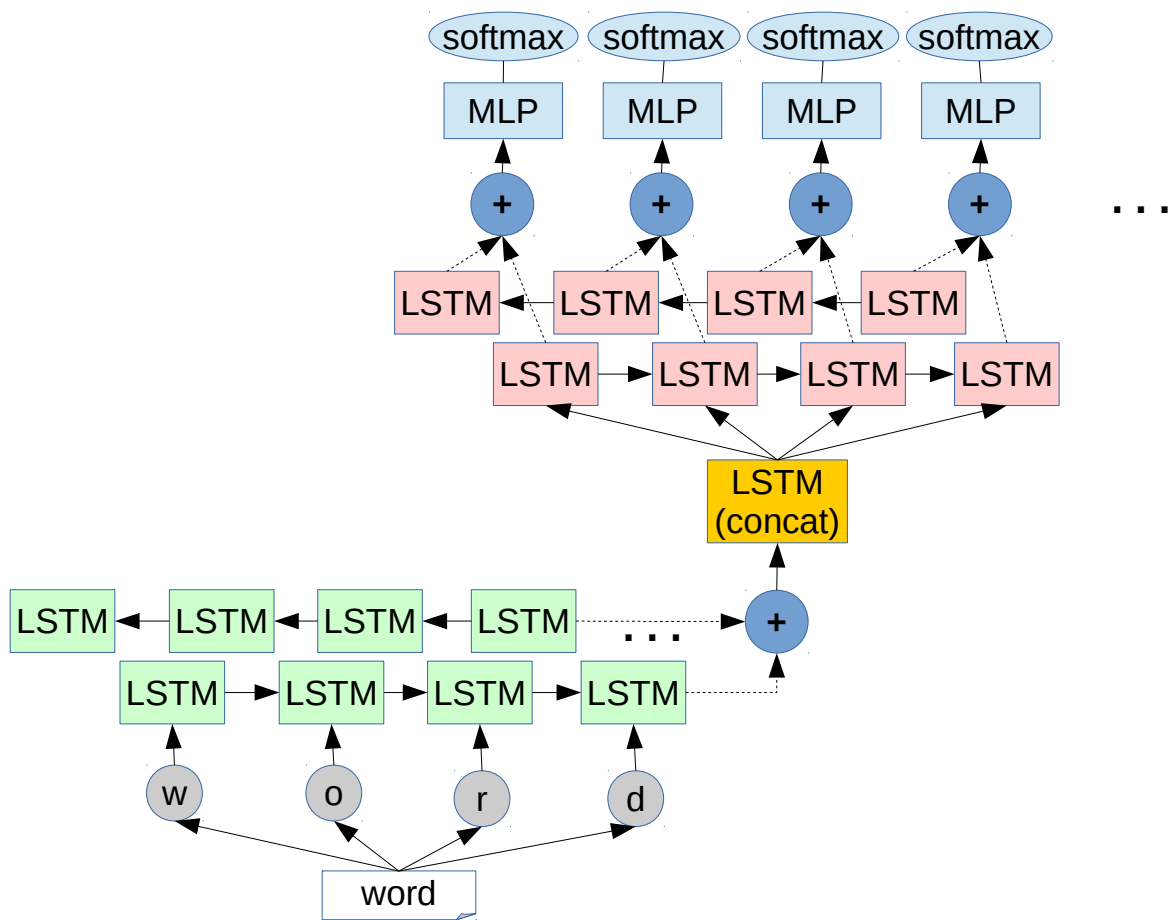 softmax softmax softmax softmax
MLP MLP MLP MLP
+ + + + ...
LSTM LSTM LSTM LSTM
LSTM LSTM LSTM LSTM
LSTM
(concat)
LSTM LSTM LSTM LSTM ... +
LSTM LSTM LSTM LSTM
w o r d
word